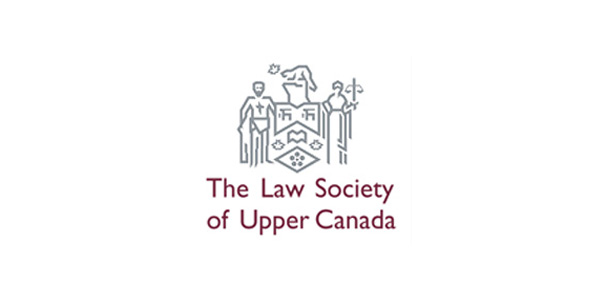 The Law Society
of Upper Canada